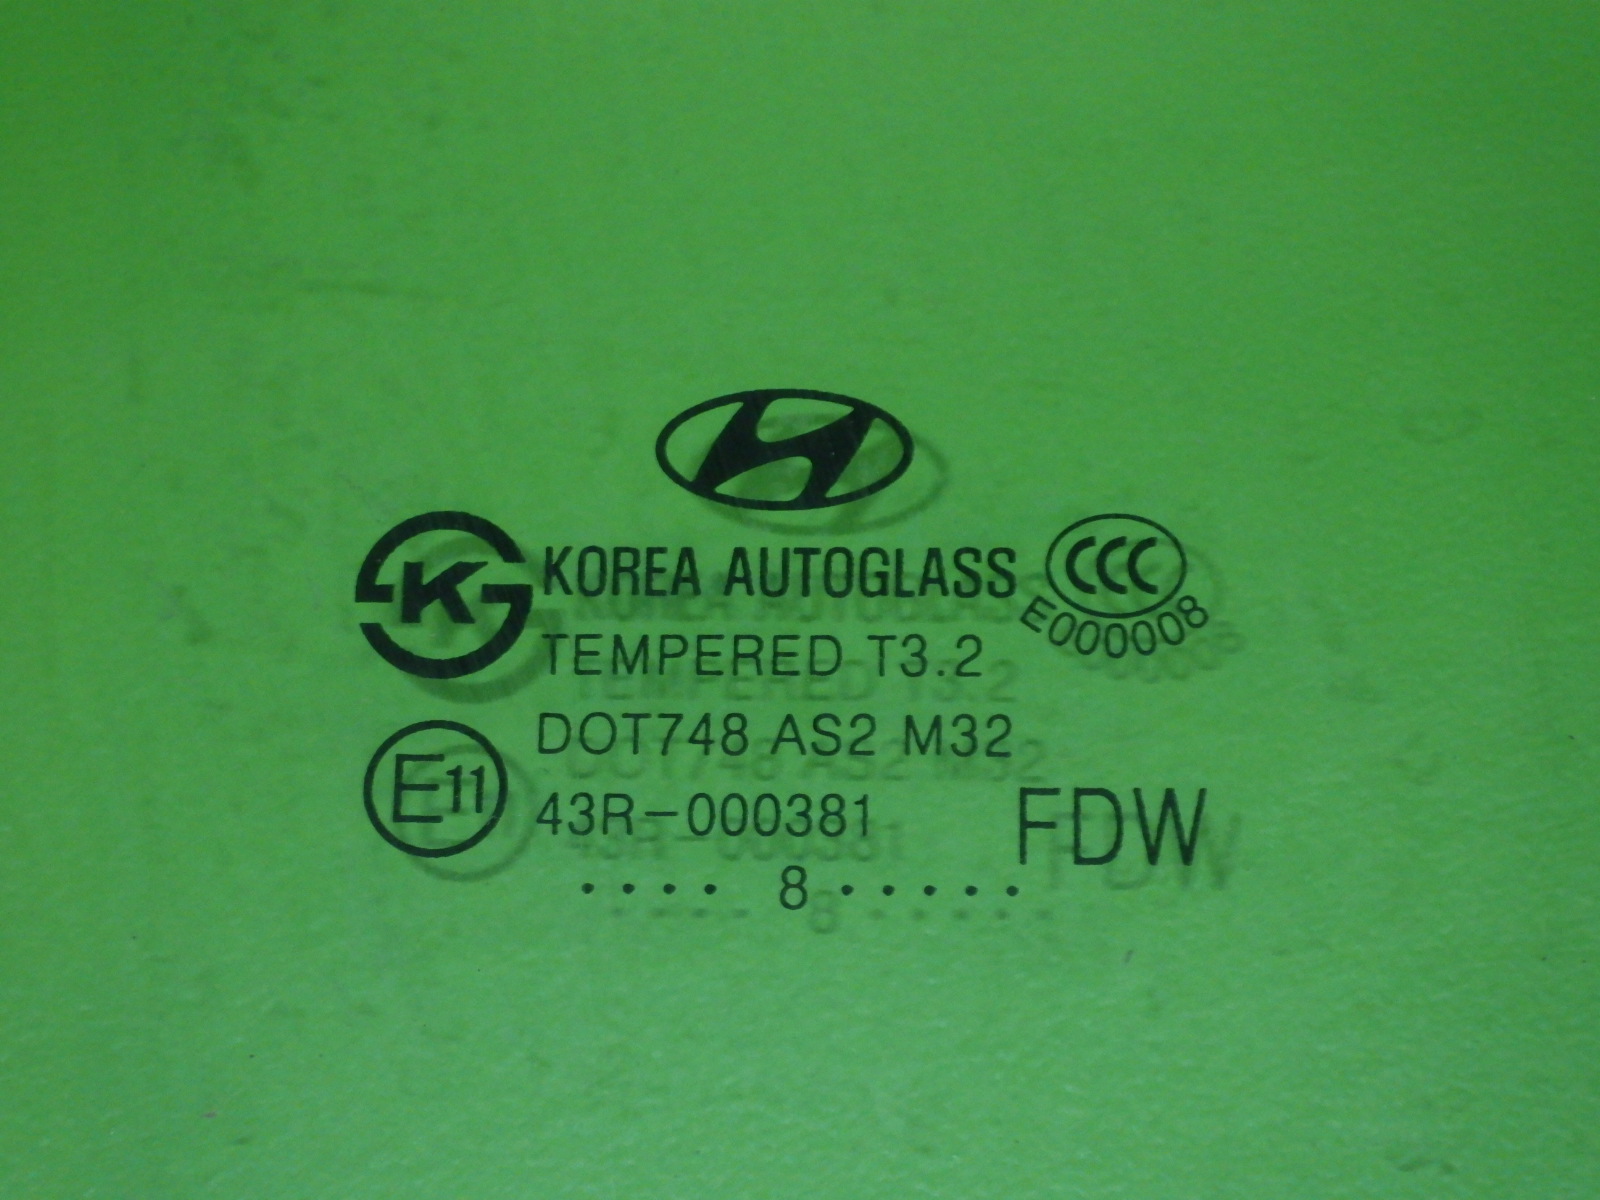 KOREA AUTOGLASS
CCC
E000008
K
TEMPERED T3.2
DOT748 AS2 M32
E11
43R-000381
FDW
.... 8 .....